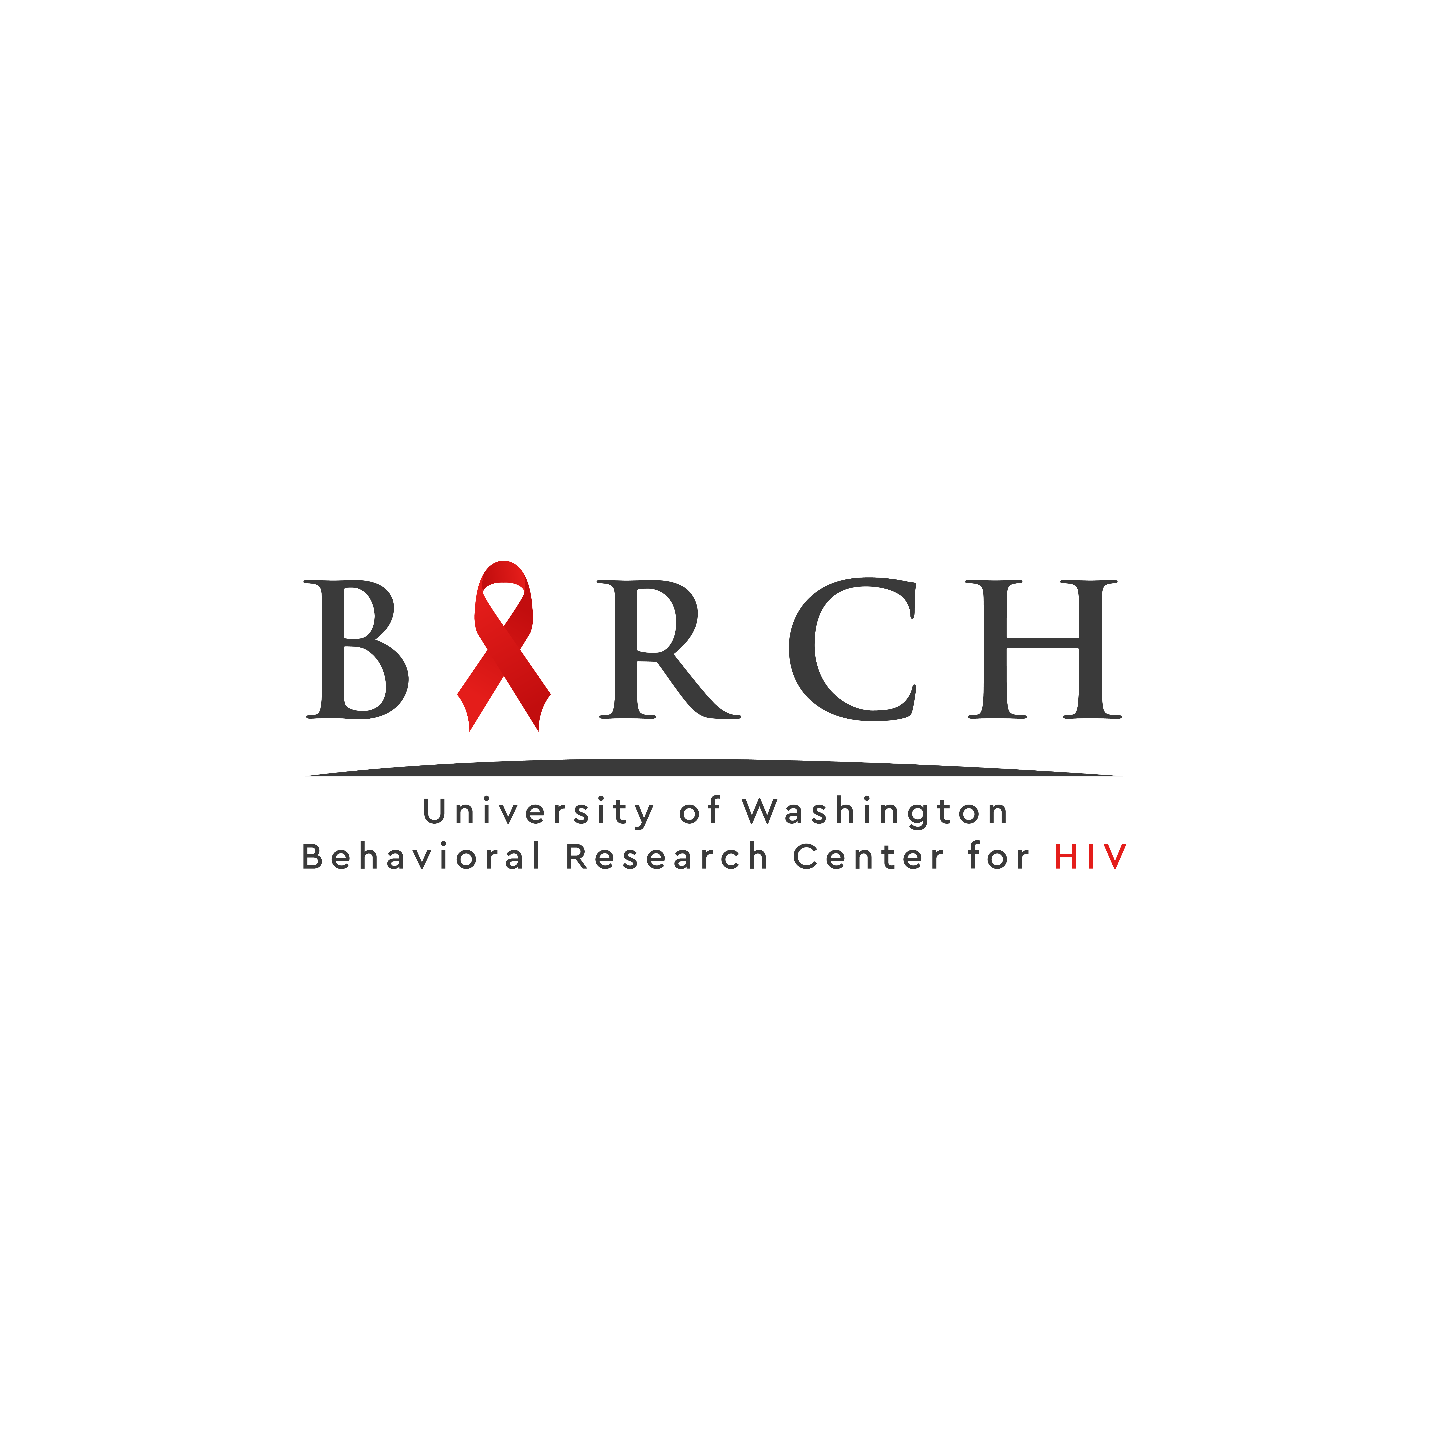 BIRCH
University of Washington
Behavioral Research Center for HIV